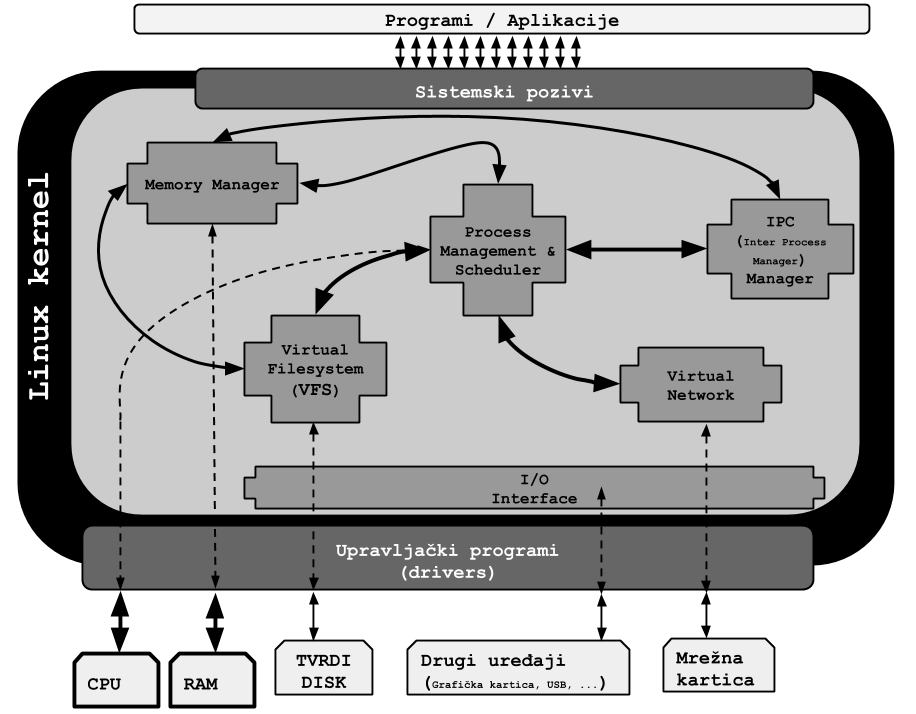 Programi / Aplikacije
Sistemski pozivi
Linux kernel
Memory Manager
Process
Management &
Scheduler
IPC
(Inter Process
Manager)
Manager
Virtual
Filesystem
(VFS)
Virtual
Network
I/O
Interface
Upravljački programi
(drivers)
CPU
RAM
TVRDI
DISK
Drugi uređaji
(Grafička kartica, USB, ...)
Mrežna
kartica